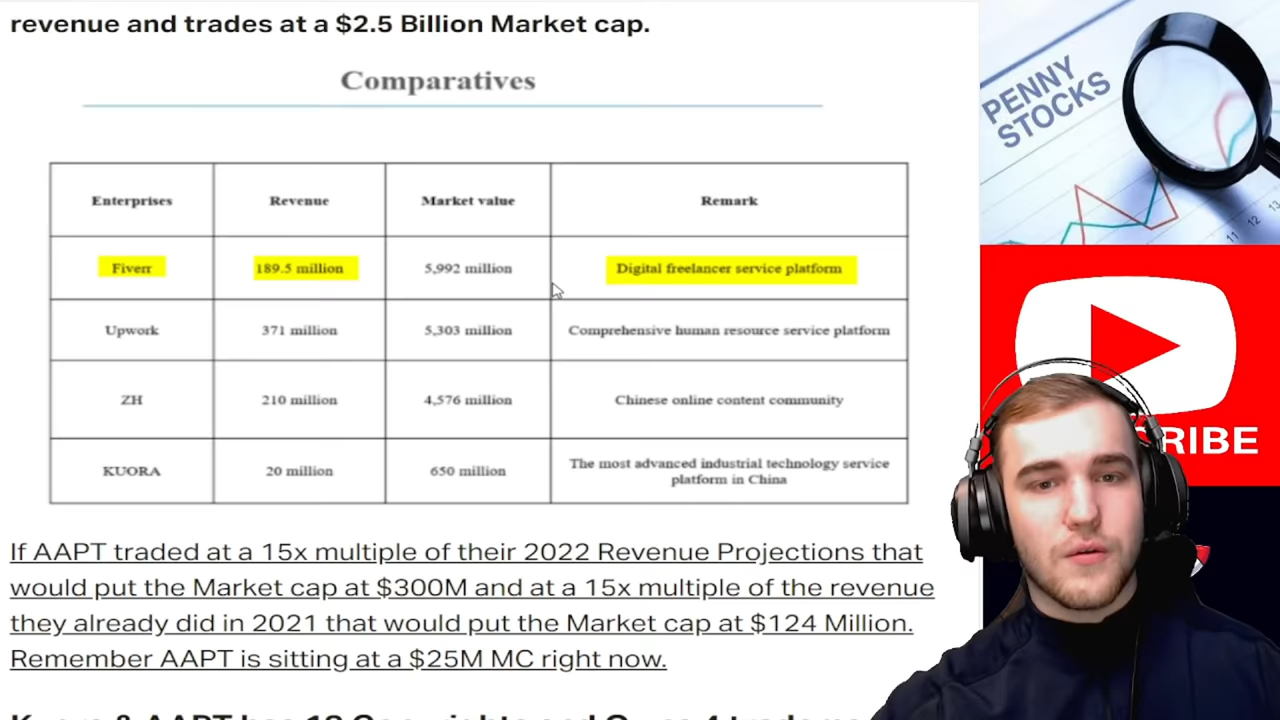 revenue and trades at a $2.5 Billion Market cap.
Comparatives
Enterprises Revenue Market value Remark
Fiverr 189.5 million 5,992 million Digital freelancer service platform
Upwork 371 million 5,303 million Comprehensive human resource service platform
ZH 210 million 4,576 million Chinese online content community
KUORA 20 million 650 million The most advanced industrial technology service
platform in China
If AAPT traded at a 15x multiple of their 2022 Revenue Projections that
would put the Market cap at $300M and at a 15x multiple of the revenue
they already did in 2021 that would put the Market cap at $124 Million.
Remember AAPT is sitting at a $25M MC right now.
PENNY
STOCKS
11 12 13
RIBE